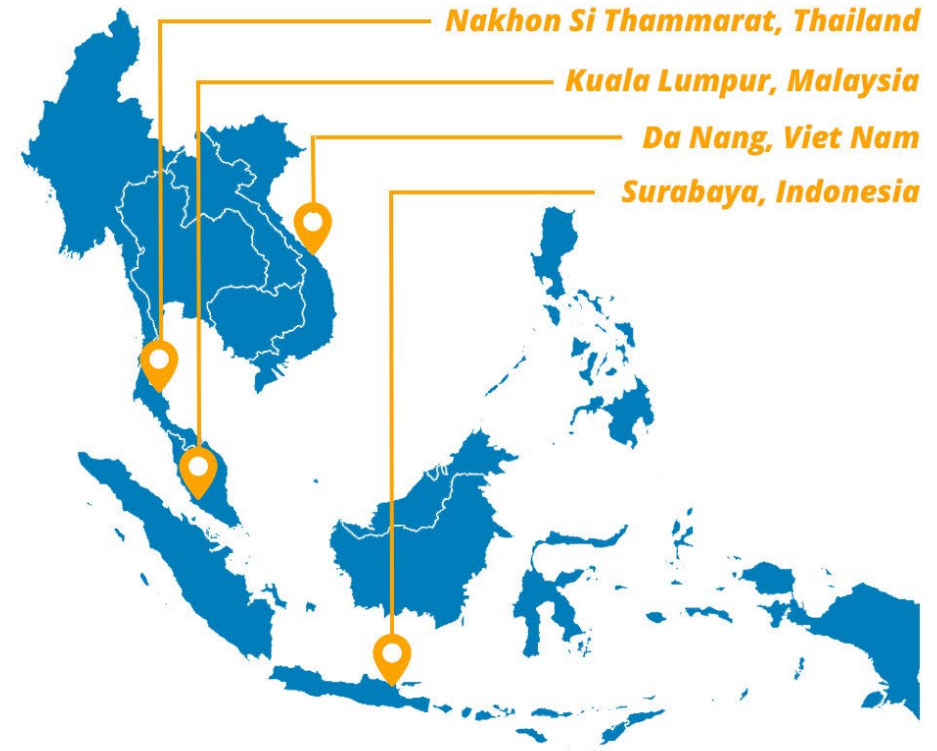 Nakhon Si Thammarat, Thailand
Kuala Lumpur, Malaysia
Da Nang, Viet Nam
Surabaya, Indonesia